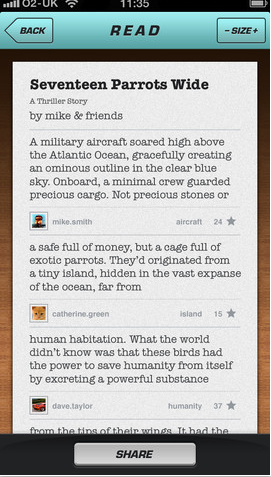 O2-UK 11:35
BACK READ – SIZE +
Seventeen Parrots Wide
A Thriller Story
by mike & friends
A military aircraft soared high above
the Atlantic Ocean, gracefully creating
an ominous outline in the clear blue
sky. Onboard, a minimal crew guarded
precious cargo. Not precious stones or
mike.smith aircraft 24 ★
a safe full of money, but a cage full of
exotic parrots. They'd originated from
a tiny island, hidden in the vast expanse
of the ocean, far from
catherine.green island 15 ★
human habitation. What the world
didn't know was that these birds had
the power to save humanity from itself
by excreting a powerful substance
dave.taylor humanity 37 ★
from the tips of their wings. It had the
SHARE